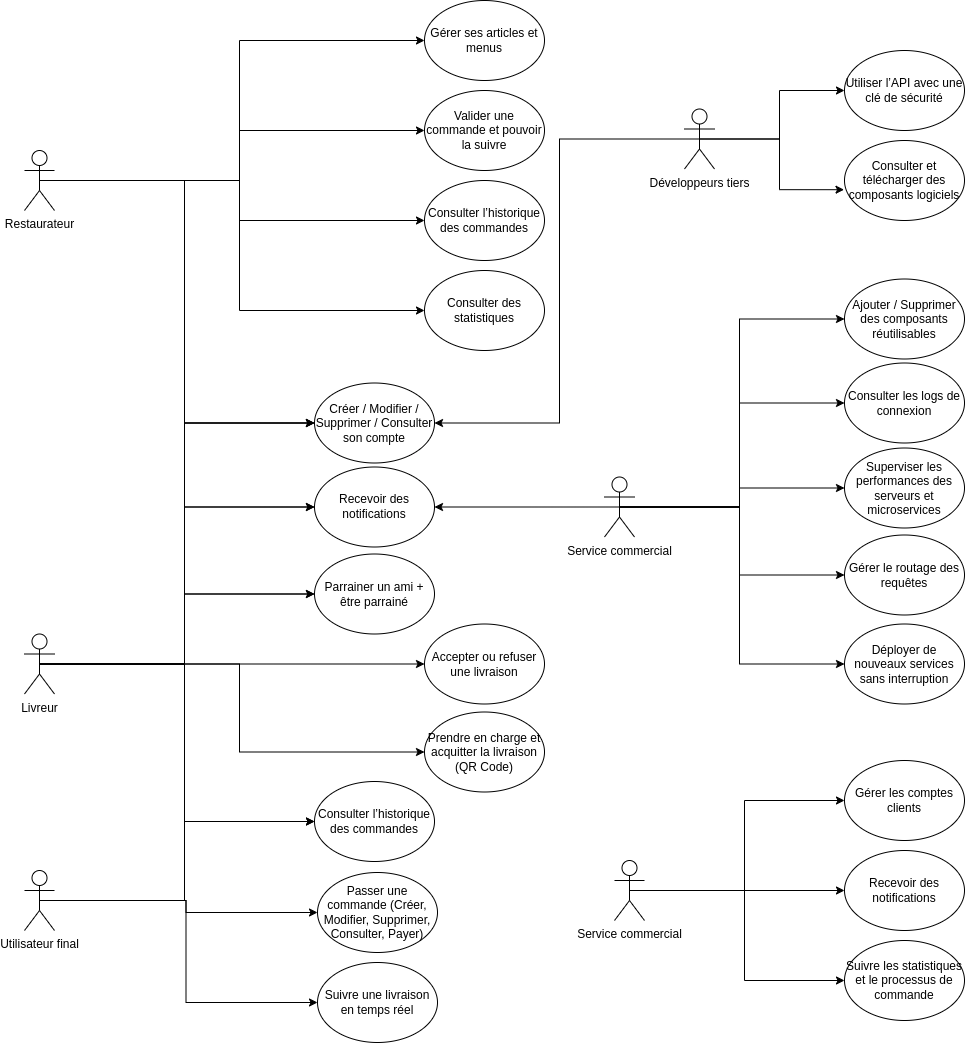 Gérer ses articles et
menus
Valider une
commande et pouvoir
la suivre
Consulter l'historique
des commandes
Consulter des
statistiques
Restaurateur
Développeurs tiers
Utiliser l'API avec une
clé de sécurité
Consulter et
télécharger des
composants logiciels
Créer / Modifier /
Supprimer / Consulter
son compte
Recevoir des
notifications
Parrainer un ami +
être parrainé
Service commercial
Ajouter / Supprimer
des composants
réutilisables
Consulter les logs de
connexion
Superviser les
performances des
serveurs et
microservices
Gérer le routage des
requêtes
Déployer de
nouveaux services
sans interruption
Livreur
Accepter ou refuser
une livraison
Prendre en charge et
acquitter la livraison
(QR Code)
Consulter l'historique
des commandes
Utilisateur final
Passer une
commande (Créer,
Modifier, Supprimer,
Consulter, Payer)
Suivre une livraison
en temps réel
Service commercial
Gérer les comptes
clients
Recevoir des
notifications
Suivre les statistiques
et le processus de
commande